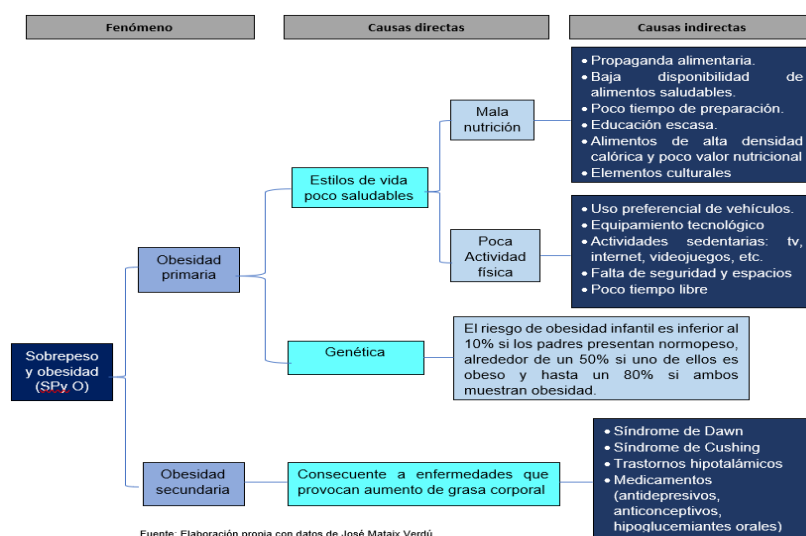 Fenómeno
Causas directas
Causas indirectas
Sobrepeso
y obesidad
(SPy O)
Obesidad
primaria
Estilos de vida
poco saludables
Mala
nutrición
• Propaganda alimentaria.
• Baja disponibilidad de
alimentos saludables.
• Poco tiempo de preparación.
• Educación escasa.
• Alimentos de alta densidad
calórica y poco valor nutricional
• Elementos culturales
Poca
Actividad
física
• Uso preferencial de vehículos.
• Equipamiento tecnológico
• Actividades sedentarias: tv,
internet, videojuegos, etc.
• Falta de seguridad y espacios
• Poco tiempo libre
Genética
El riesgo de obesidad infantil es inferior al
10% si los padres presentan normopeso,
alrededor de un 50% si uno de ellos es
obeso y hasta un 80% si ambos
muestran obesidad.
Obesidad
secundaria
Consecuente a enfermedades que
provocan aumento de grasa corporal
• Síndrome de Dawn
• Síndrome de Cushing
• Trastornos hipotalámicos
• Medicamentos
(antidepresivos,
anticonceptivos,
hipoglucemiantes orales)
Fuente: Elaboración propia con datos de José Mataix Verdú